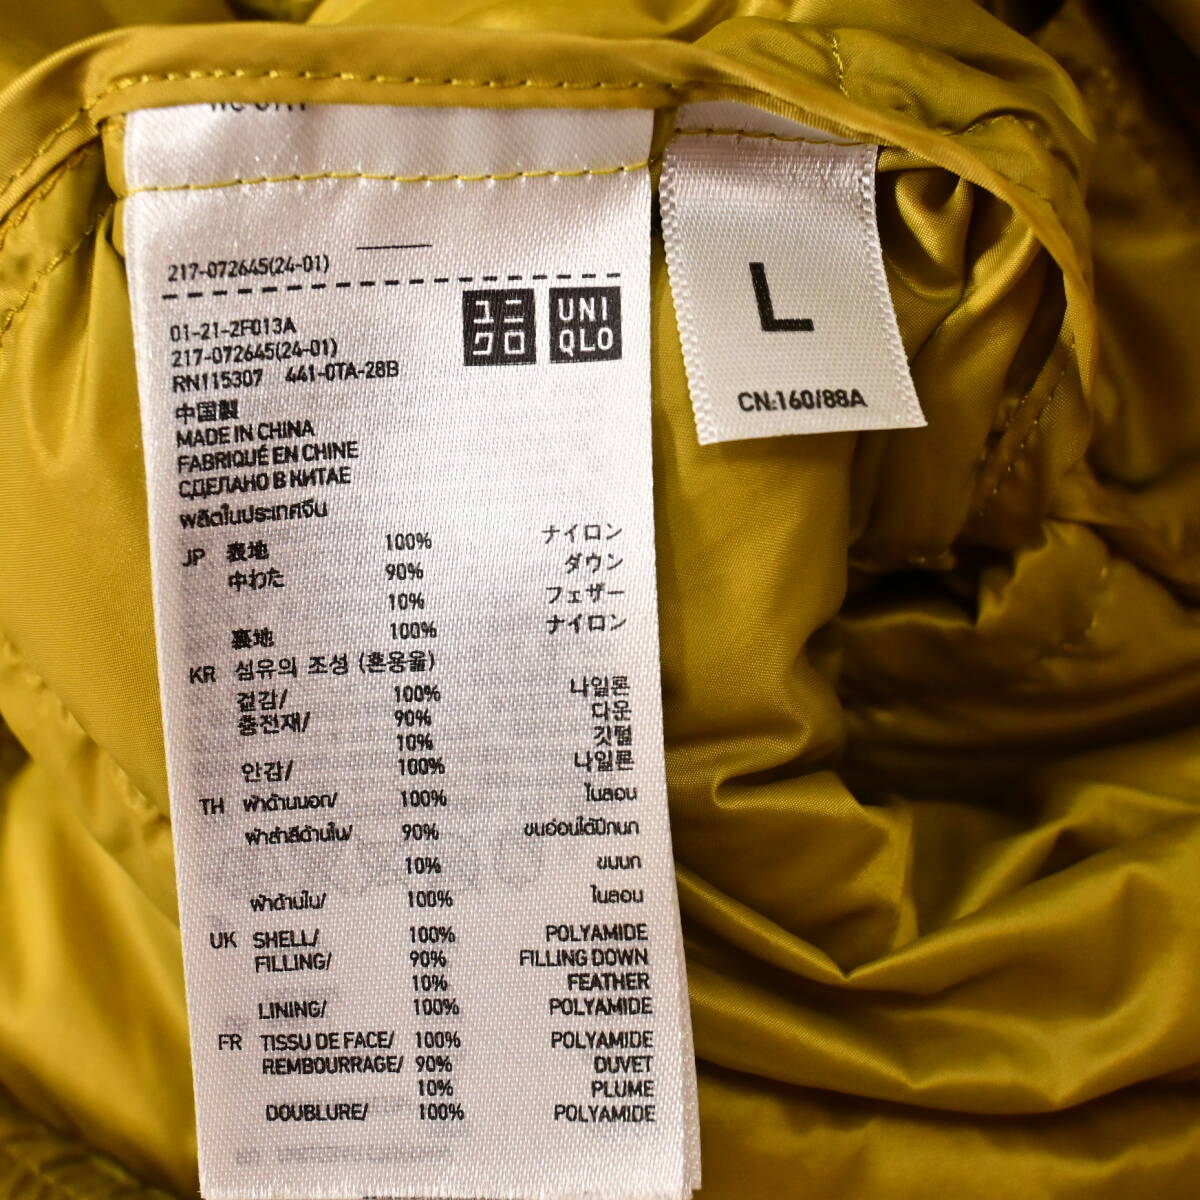 217-072645(24-01)
01-21-2F013A
217-072645(24-01)
RN115307 441-0TA-28B
ユニクロ
UNIQLO
中国製
MADE IN CHINA
FABRIQUÉ EN CHINE
СДЕЛАНО В КИТАЕ
ผลิตในประเทศจีน
JP 表地 100% ナイロン
中わた 90% ダウン
10% フェザー
裏地 100% ナイロン
KR 섬유의 조성 (혼용율)
겉감/ 100% 나일론
충전재/ 90% 다운
10% 깃털
안감/ 100% 나일론
TH ผ้าด้านนอก/ 100% ไนลอน
ผ้าสำลีด้านใน/ 90% ขนอ่อนใต้ปีกนก
10% ขนนก
ผ้าด้านใน/ 100% ไนลอน
UK SHELL/ 100% POLYAMIDE
FILLING/ 90% FILLING DOWN
10% FEATHER
LINING/ 100% POLYAMIDE
FR TISSU DE FACE/ 100% POLYAMIDE
REMBOURRAGE/ 90% DUVET
10% PLUME
DOUBLURE/ 100% POLYAMIDE
L
CN:160/88A